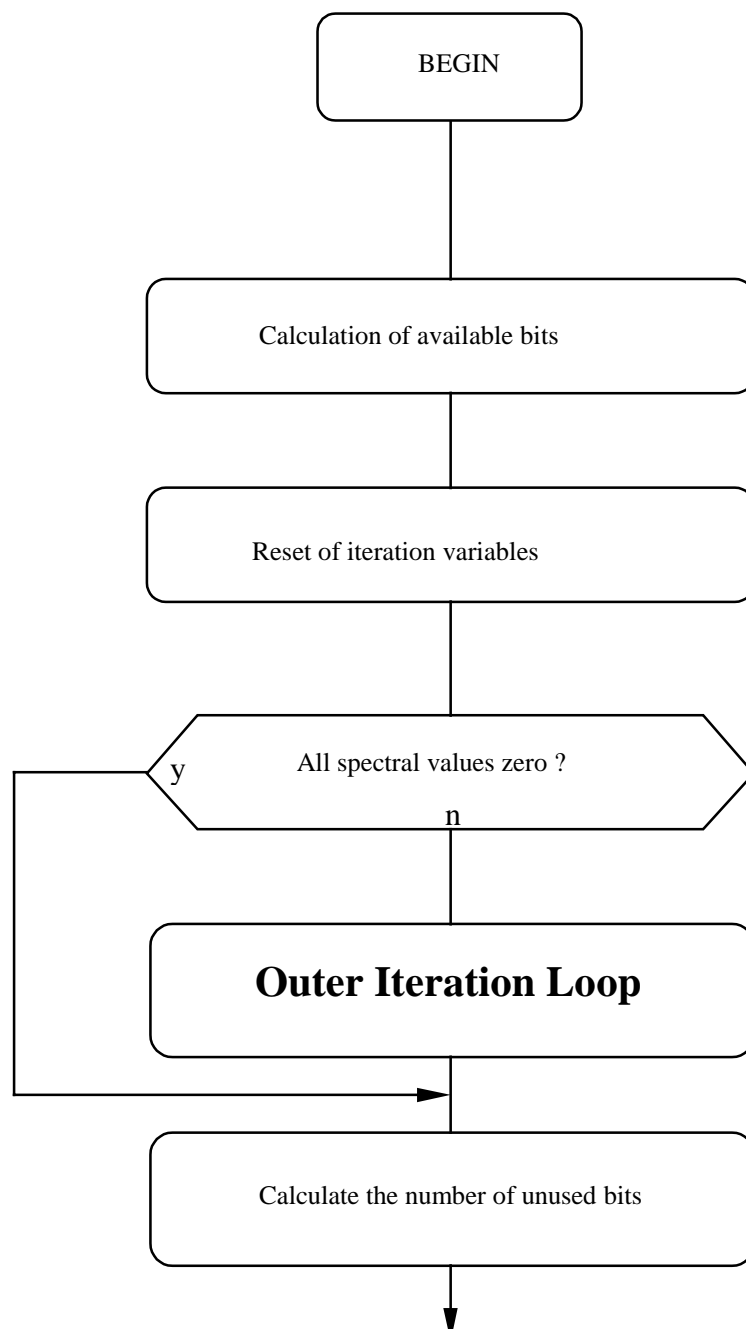 BEGIN
Calculation of available bits
Reset of iteration variables
All spectral values zero ?
y
n
Outer Iteration Loop
Calculate the number of unused bits